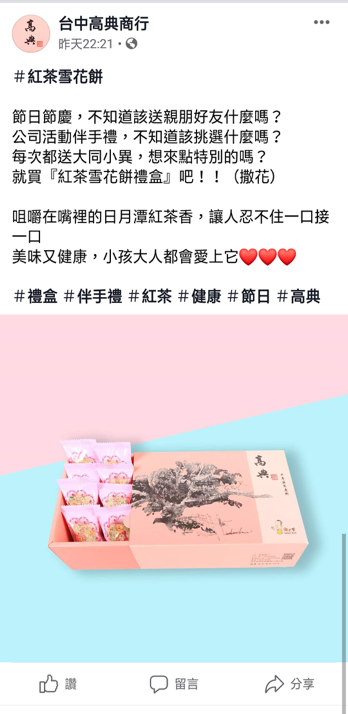 台中高典商行
昨天22:21
＃紅茶雪花餅
節日節慶，不知道該送親朋好友什麼嗎？
公司活動伴手禮，不知道該挑選什麼嗎？
每次都送大同小異，想來點特別的嗎？
就買『紅茶雪花餅禮盒』吧！！（撒花）
咀嚼在嘴裡的日月潭紅茶香，讓人忍不住一口接
一口
美味又健康，小孩大人都會愛上它❤️❤️❤️
＃禮盒 ＃伴手禮 ＃紅茶 ＃健康 ＃節日 ＃高典
高典
讚
留言
分享